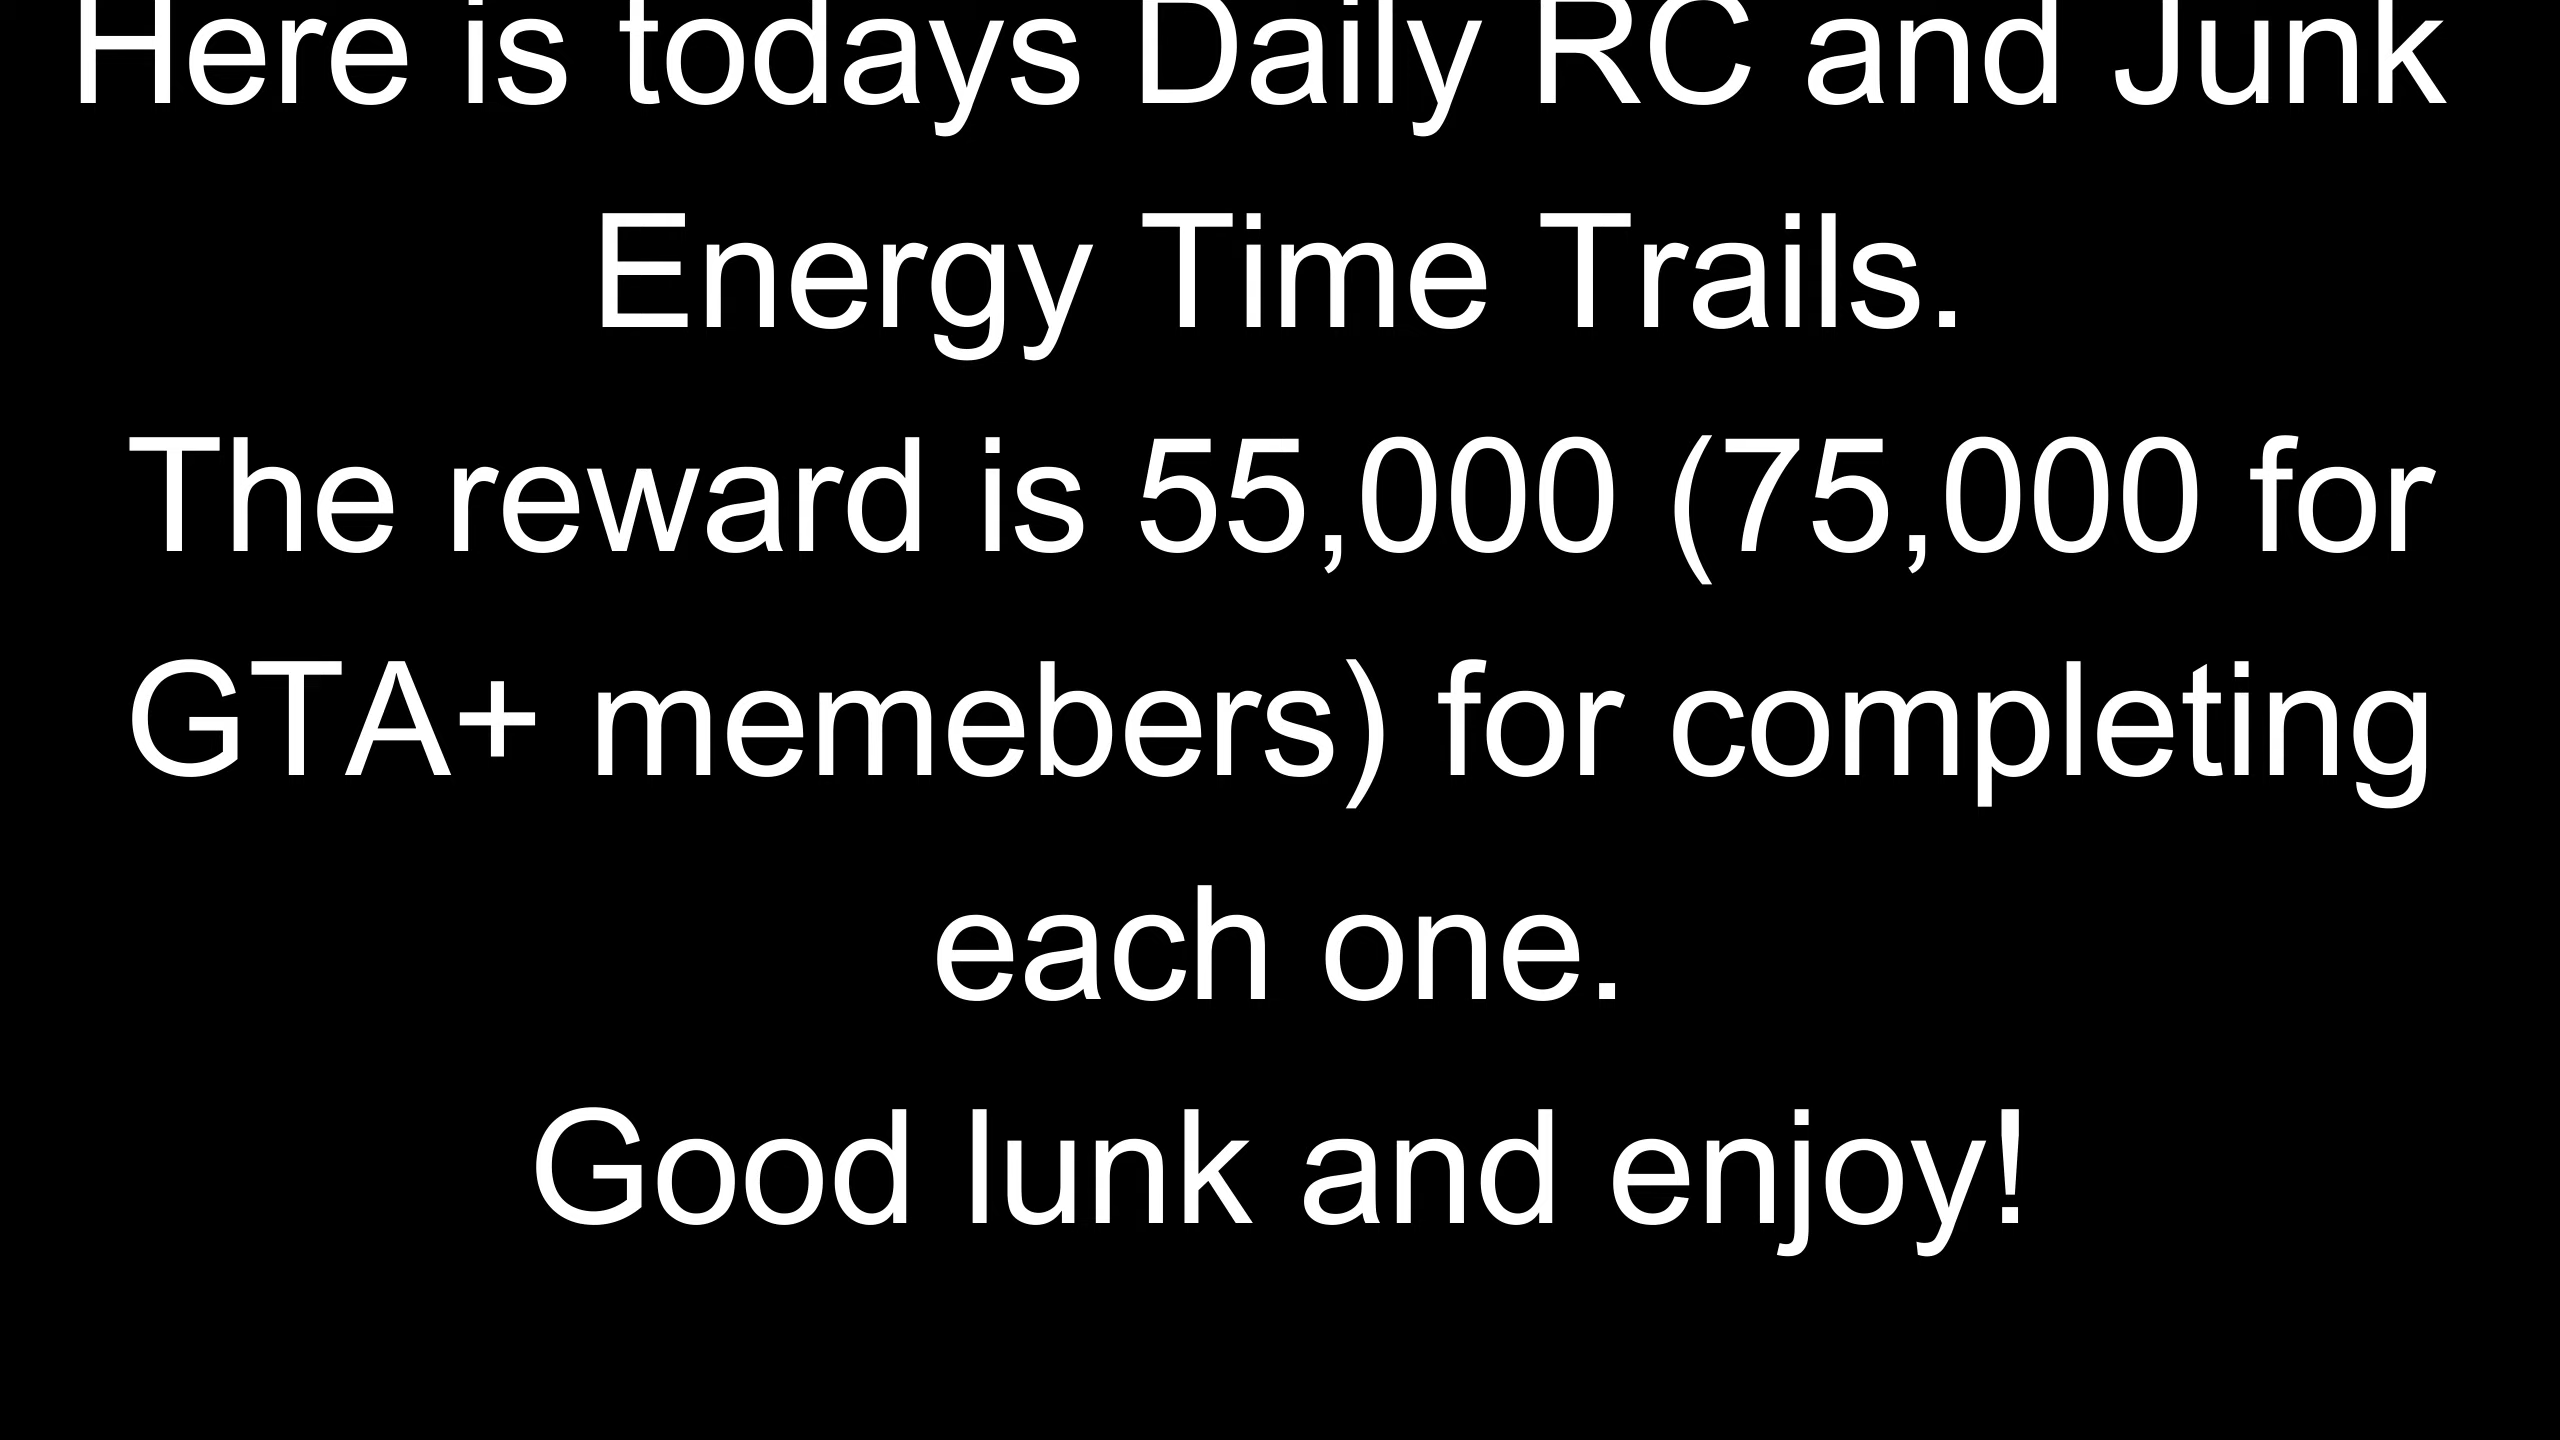 Here is todays Daily RC and Junk
Energy Time Trails.
The reward is 55,000 (75,000 for
GTA+ memebers) for completing
each one.
Good lunk and enjoy!